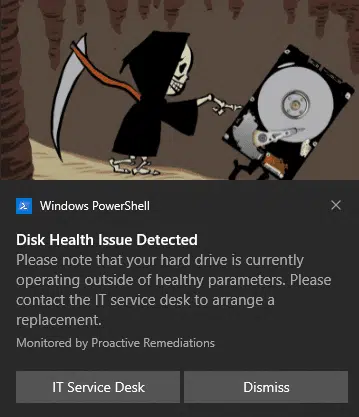 Windows PowerShell
Disk Health Issue Detected
Please note that your hard drive is currently
operating outside of healthy parameters. Please
contact the IT service desk to arrange a
replacement.
Monitored by Proactive Remediations
IT Service Desk
Dismiss